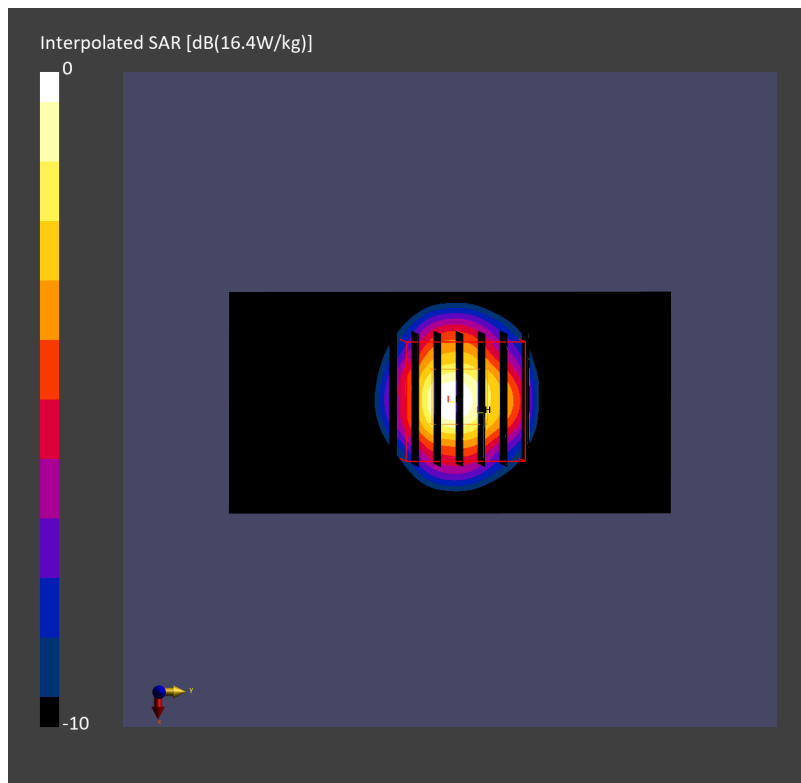 Interpolated SAR [dB(16.4W/kg)]
0
H
-10
Y
X